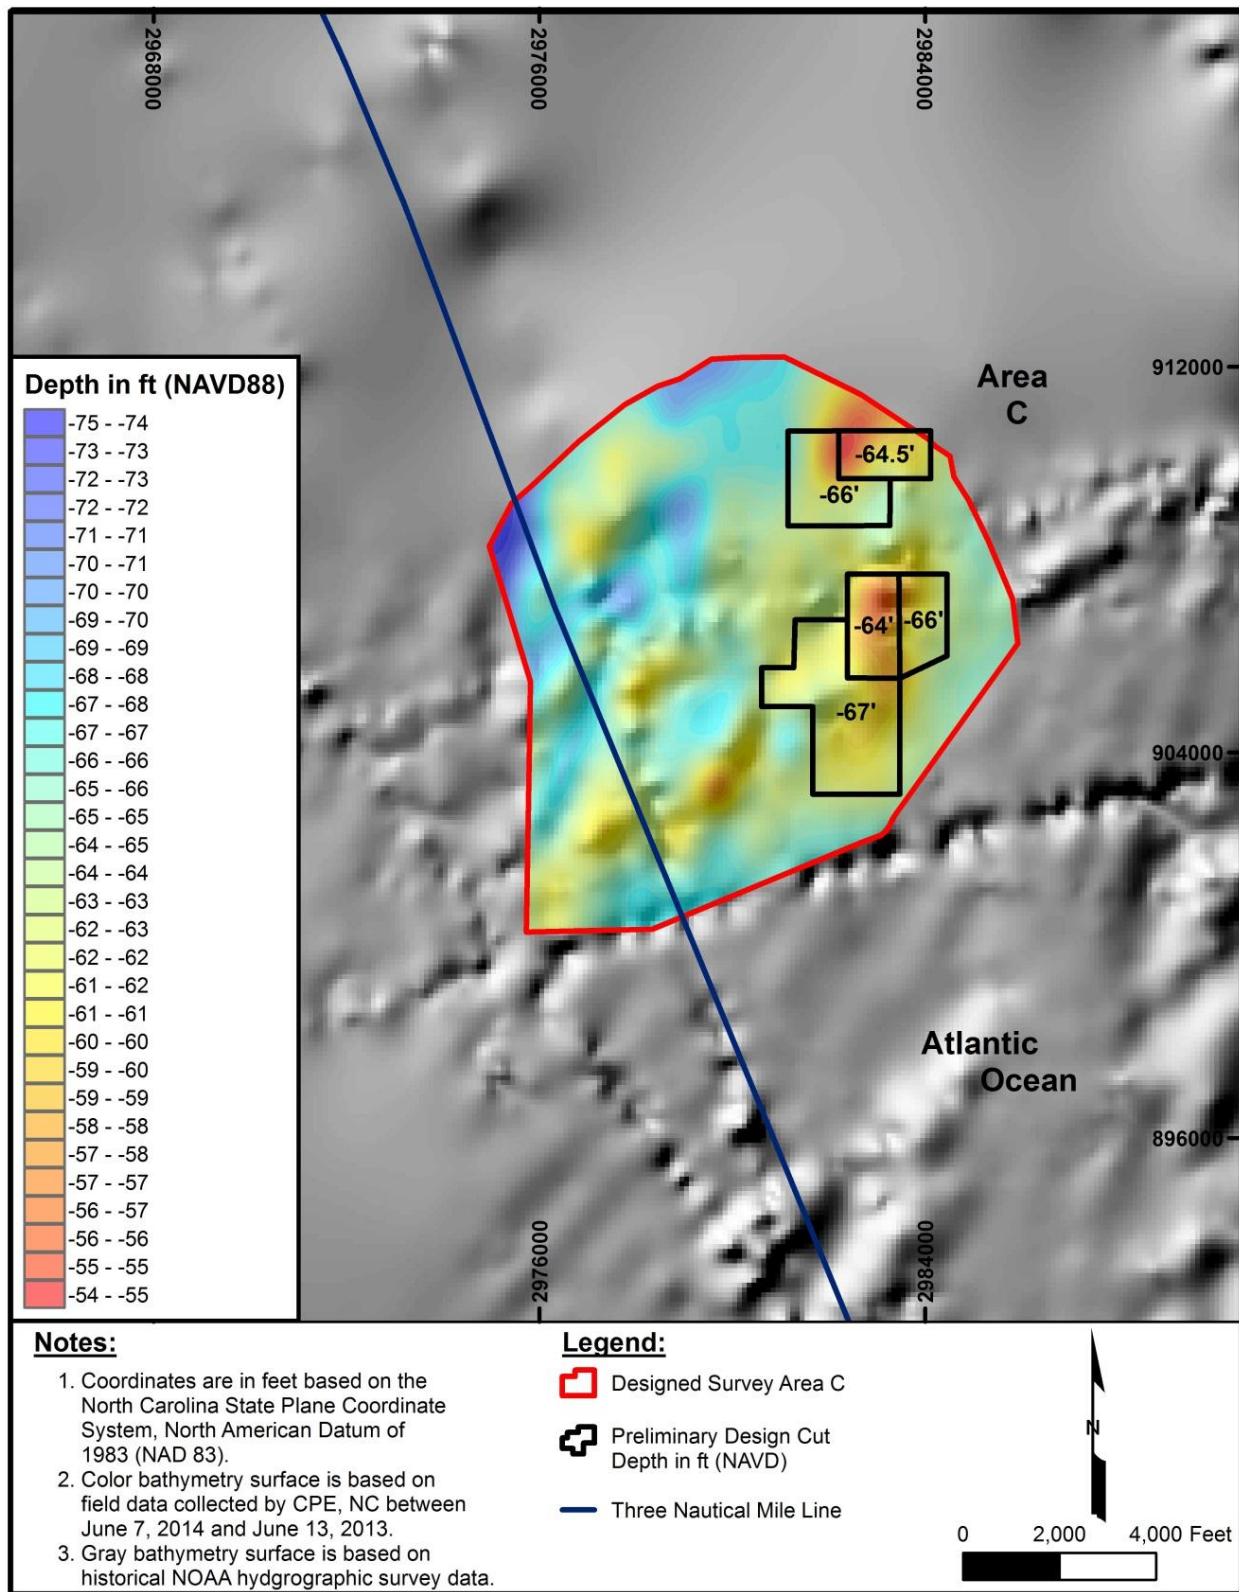 2968000
2976000
2984000
912000
Area
C
-64.5'
-66'
-64'
-66'
-67'
904000
Atlantic
Ocean
896000
2976000
2984000
Depth in ft (NAVD88)
-75 - -74
-73 - -73
-72 - -73
-72 - -72
-71 - -71
-70 - -71
-70 - -70
-69 - -70
-69 - -69
-68 - -68
-67 - -68
-67 - -67
-66 - -66
-65 - -66
-65 - -65
-64 - -65
-64 - -64
-63 - -63
-62 - -63
-62 - -62
-61 - -62
-61 - -61
-60 - -60
-59 - -60
-59 - -59
-58 - -58
-57 - -58
-57 - -57
-56 - -57
-56 - -56
-55 - -55
-54 - -55
Notes:
1. Coordinates are in feet based on the
North Carolina State Plane Coordinate
System, North American Datum of
1983 (NAD 83).
2. Color bathymetry surface is based on
field data collected by CPE, NC between
June 7, 2014 and June 13, 2013.
3. Gray bathymetry surface is based on
historical NOAA hydgrographic survey data.
Legend:
Designed Survey Area C
Preliminary Design Cut
Depth in ft (NAVD)
Three Nautical Mile Line
N
0 2,000 4,000 Feet